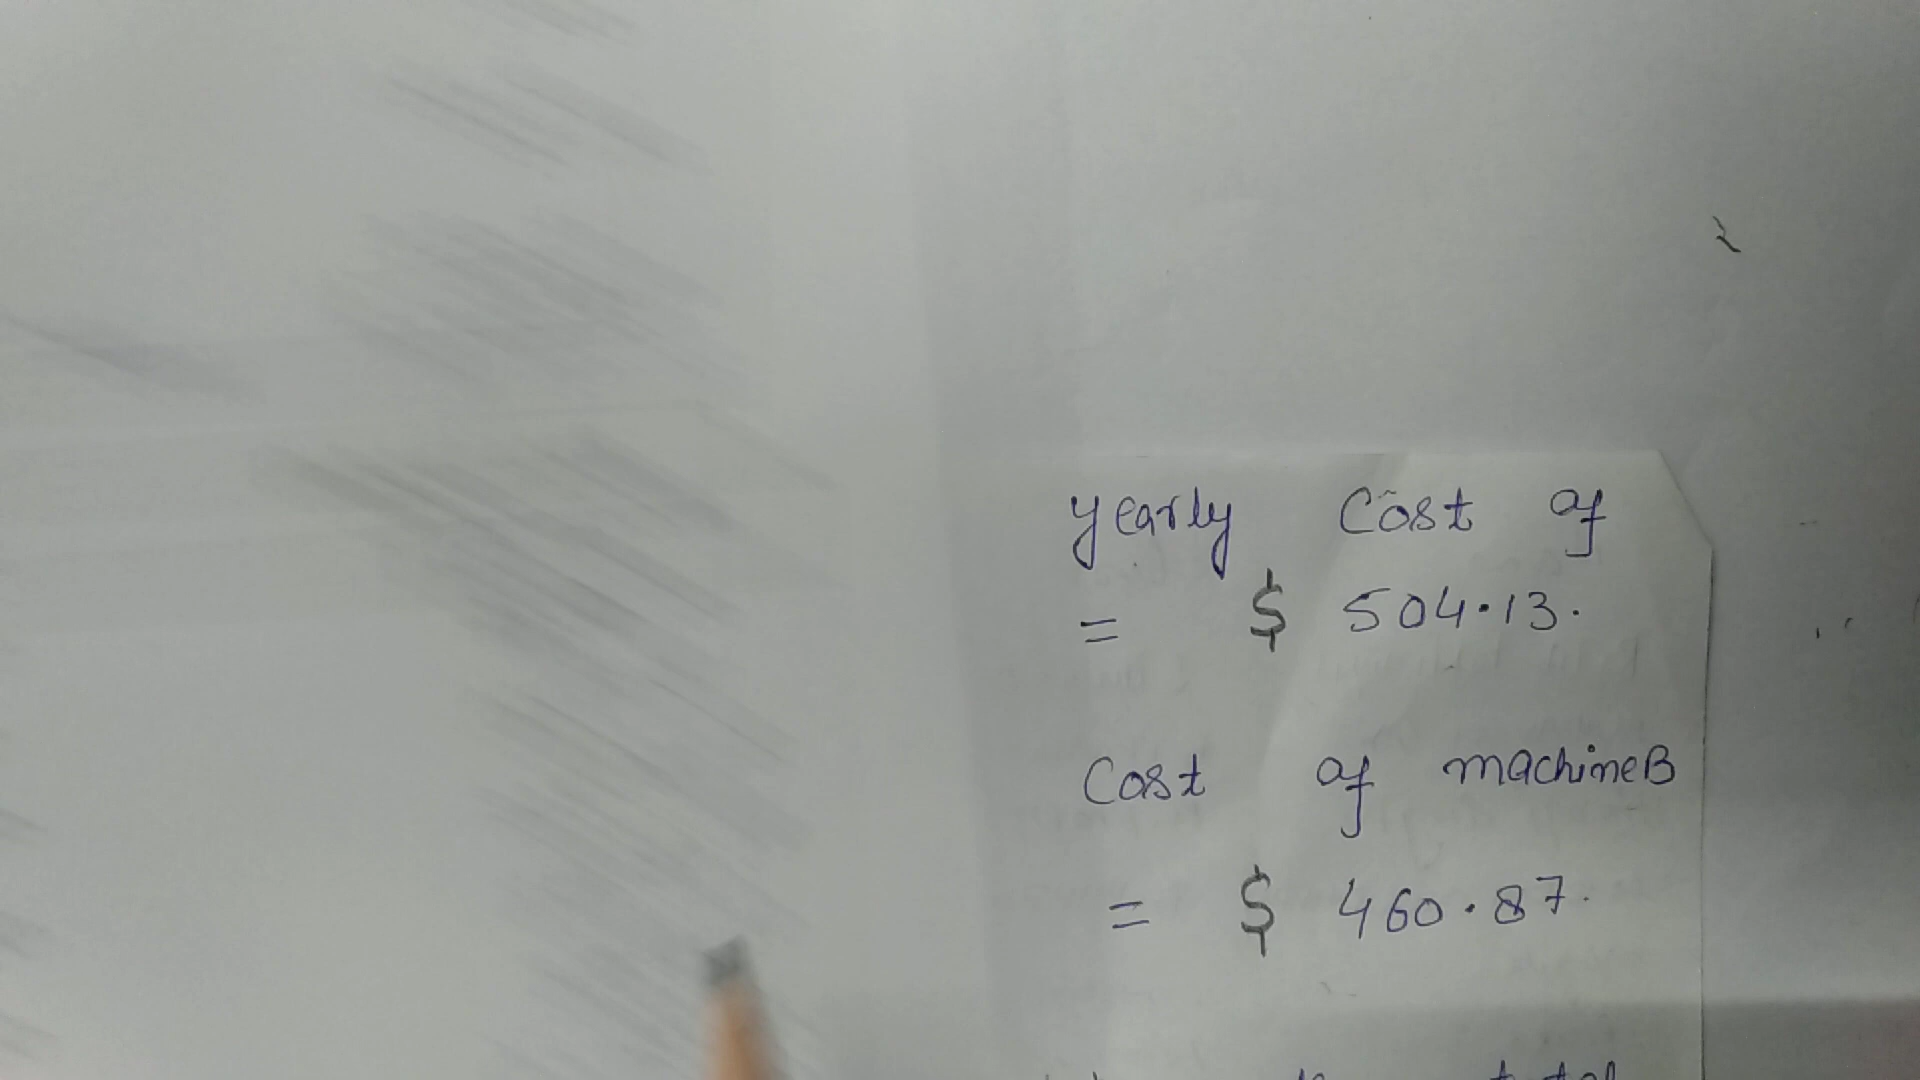 yearly Cost of
= $ 504.13.
Cost of machineB
= $ 460.87.